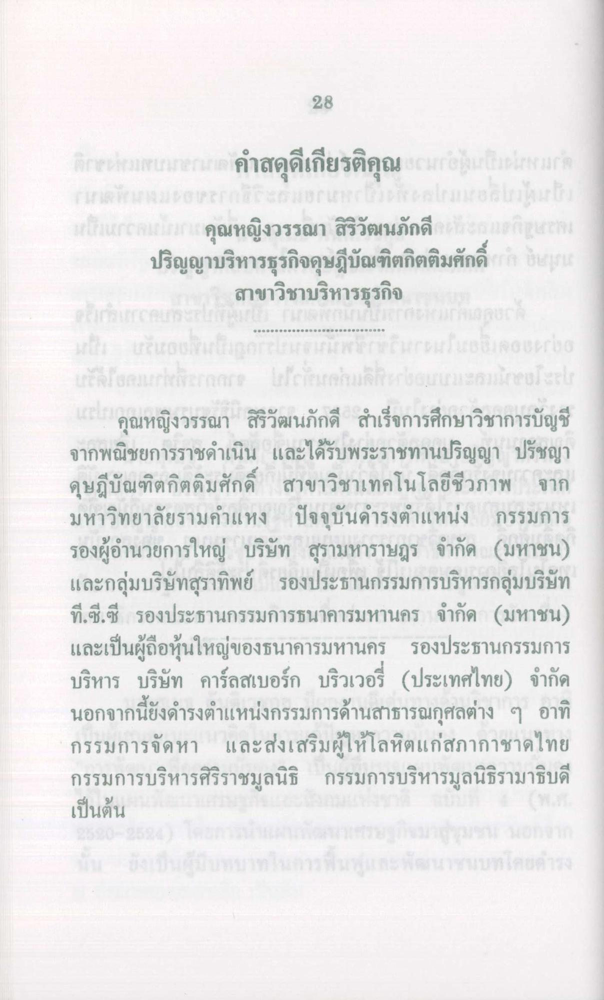 28
คำสดุดีเกียรติคุณ
คุณหญิงวรรณา สิริวัฒนภักดี
ปริญญาบริหารธุรกิจดุษฎีบัณฑิตกิตติมศักดิ์
สาขาวิชาบริหารธุรกิจ
คุณหญิงวรรณา สิริวัฒนภักดี สำเร็จการศึกษาวิชาการบัญชี
จากพณิชยการราชดำเนิน และได้รับพระราชทานปริญญา ปรัชญา
ดุษฎีบัณฑิตกิตติมศักดิ์ สาขาวิชาเทคโนโลยีชีวภาพ จาก
มหาวิทยาลัยรามคำแหง ปัจจุบันดำรงตำแหน่ง กรรมการ
รองผู้อำนวยการใหญ่ บริษัท สุรามหาราษฎร จำกัด (มหาชน)
และกลุ่มบริษัทสุราทิพย์ รองประธานกรรมการบริหารกลุ่มบริษัท
ที.ซี.ซี รองประธานกรรมการธนาคารมหานคร จำกัด (มหาชน)
และเป็นผู้ถือหุ้นใหญ่ของธนาคารมหานคร รองประธานกรรมการ
บริหาร บริษัท คาร์ลสเบอร์ก บริวเวอรี่ (ประเทศไทย) จำกัด
นอกจากนี้ยังดำรงตำแหน่งกรรมการด้านสาธารณกุศลต่าง ๆ อาทิ
กรรมการจัดหา และส่งเสริมผู้ให้โลหิตแก่สภากาชาดไทย
กรรมการบริหารศิริราชมูลนิธิ กรรมการบริหารมูลนิธิรามาธิบดี
เป็นต้น